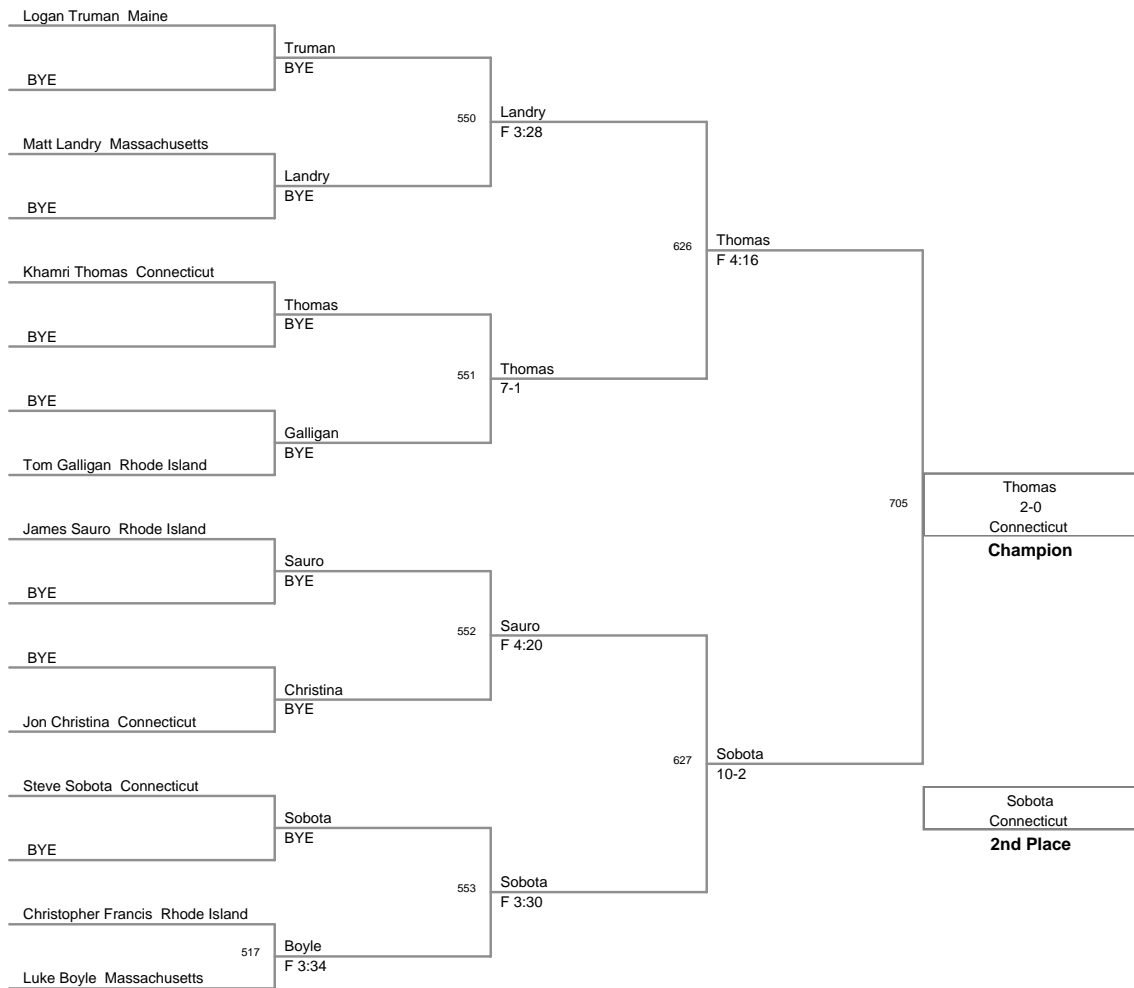 Logan Truman  Maine
Truman
BYE
BYE
550
Landry
F 3:28
Matt Landry  Massachusetts
Landry
BYE
BYE
626
Thomas
F 4:16
Khamri Thomas  Connecticut
Thomas
BYE
BYE
551
Thomas
7-1
BYE
Galligan
BYE
Tom Galligan  Rhode Island
705
Thomas
2-0
Connecticut
Champion
James Sauro  Rhode Island
Sauro
BYE
BYE
552
Sauro
F 4:20
BYE
Christina
BYE
Jon Christina  Connecticut
627
Sobota
10-2
Steve Sobota  Connecticut
Sobota
BYE
BYE
Sobota
Connecticut
2nd Place
553
Sobota
F 3:30
Christopher Francis  Rhode Island
517
Boyle
F 3:34
Luke Boyle  Massachusetts